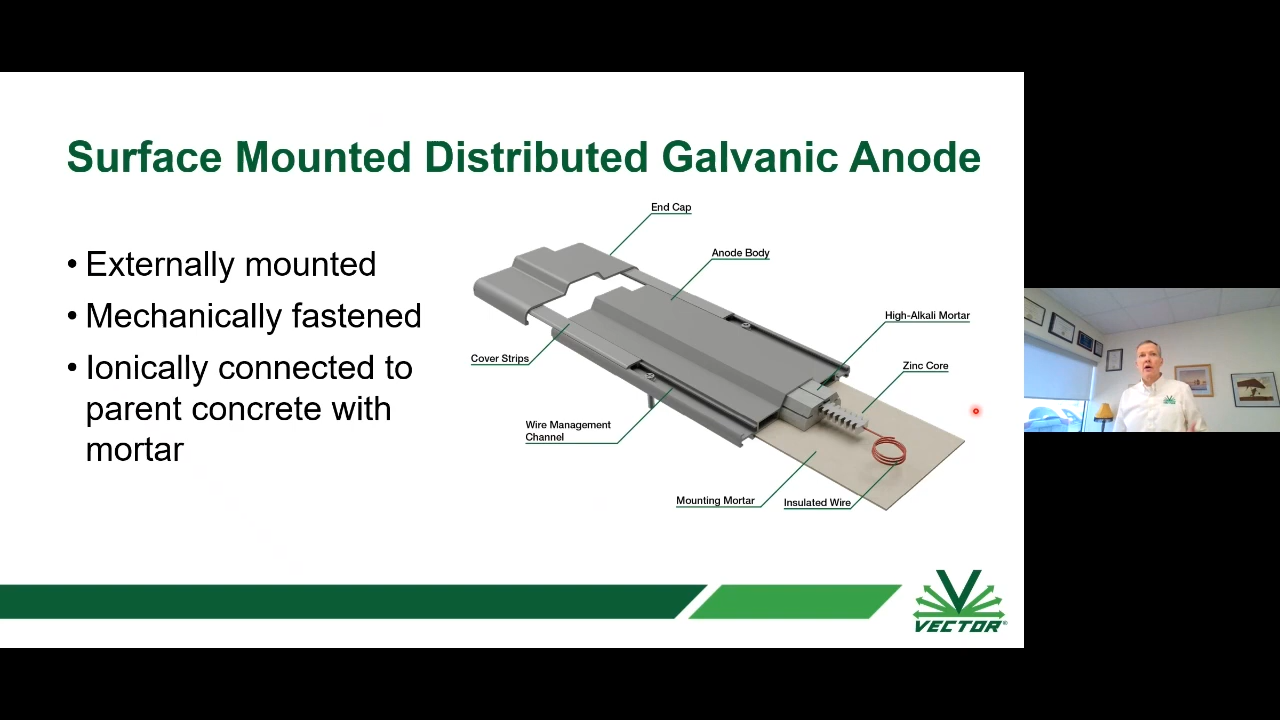 Surface Mounted Distributed Galvanic Anode
• Externally mounted
• Mechanically fastened
• Ionically connected to
parent concrete with
mortar
End Cap
Anode Body
High-Alkali Mortar
Zinc Core
Cover Strips
Wire Management
Channel
Mounting Mortar
Insulated Wire
VECTOR®